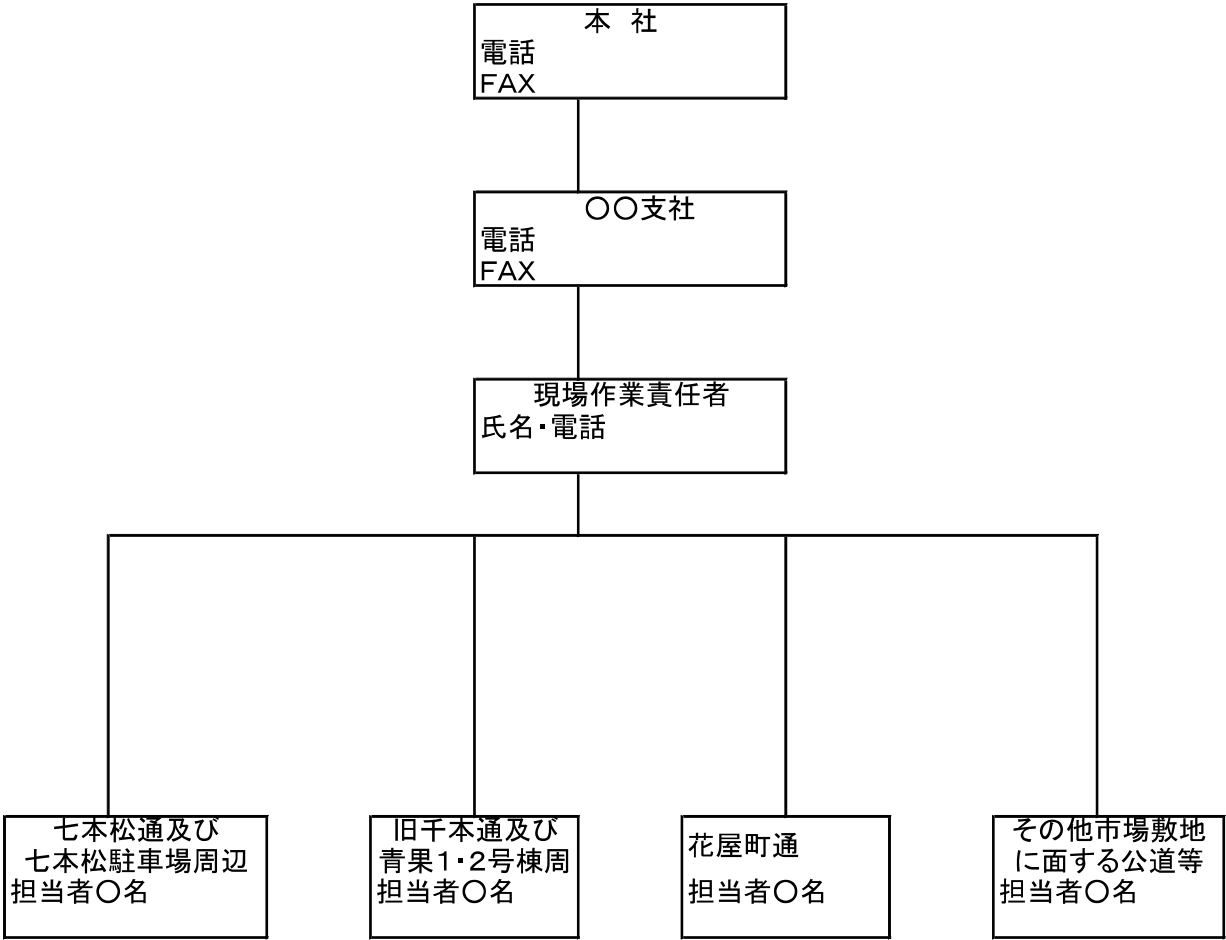 本 社
電話
FAX
〇〇支社
電話
FAX
現場作業責任者
氏名・電話
七本松通及び
七本松駐車場周辺
担当者〇名
旧千本通及び
青果1・2号棟周
担当者〇名
花屋町通
担当者〇名
その他市場敷地
に面する公道等
担当者〇名